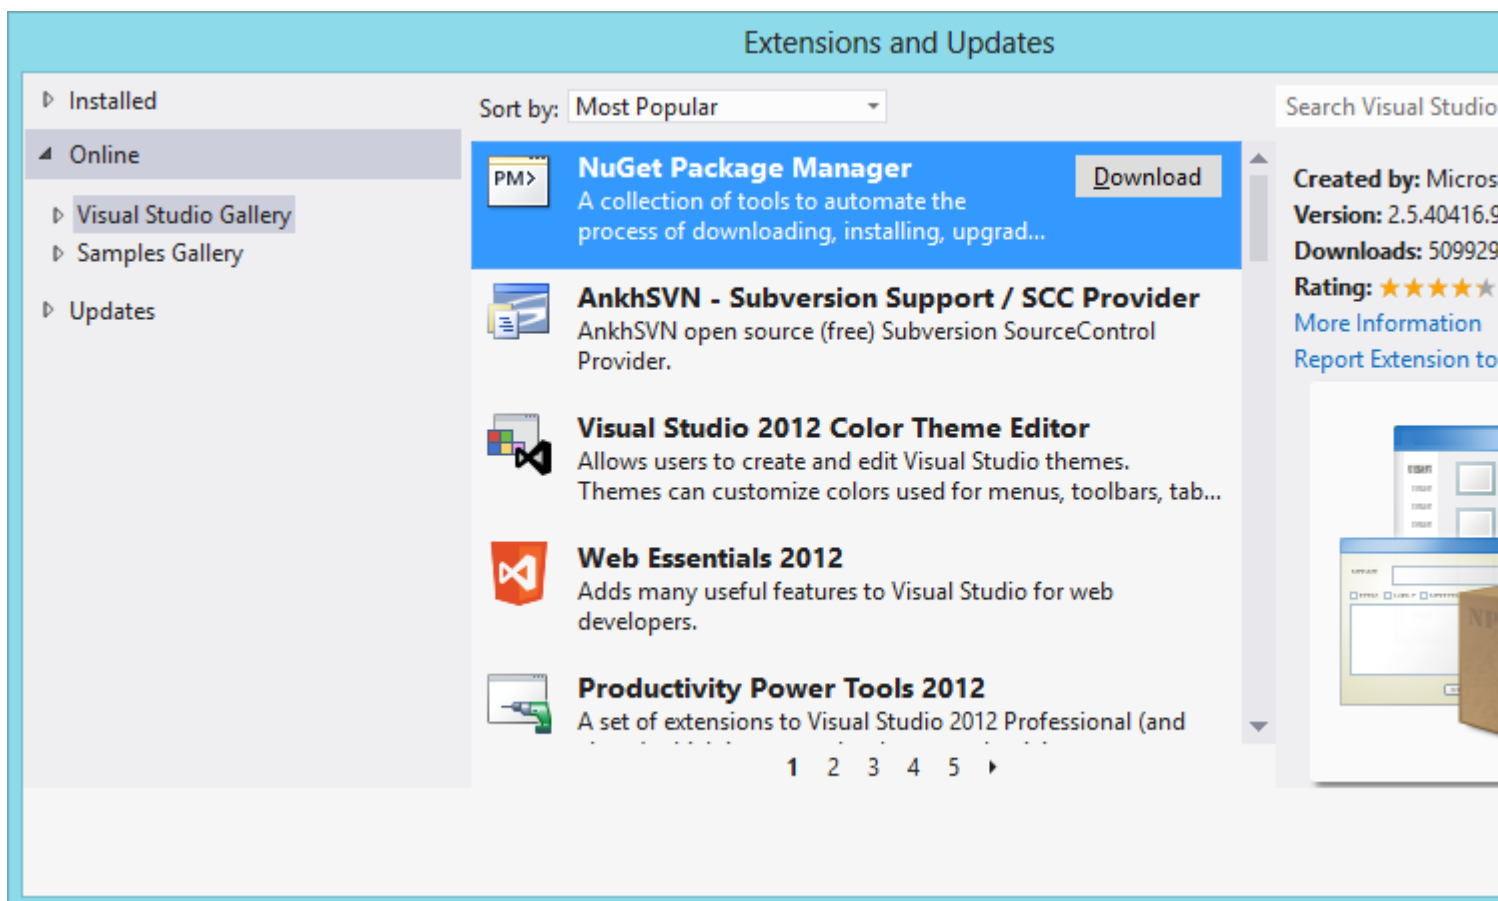 Extensions and Updates
Installed
Online
Visual Studio Gallery
Samples Gallery
Updates
Sort by: Most Popular
PM>
NuGet Package Manager
Download
A collection of tools to automate the
process of downloading, installing, upgrad...
AnkhSVN - Subversion Support / SCC Provider
AnkhSVN open source (free) Subversion SourceControl
Provider.
Visual Studio 2012 Color Theme Editor
Allows users to create and edit Visual Studio themes.
Themes can customize colors used for menus, toolbars, tab...
Web Essentials 2012
Adds many useful features to Visual Studio for web
developers.
Productivity Power Tools 2012
A set of extensions to Visual Studio 2012 Professional (and
1 2 3 4 5
Search Visual Studio
Created by: Micros
Version: 2.5.40416.9
Downloads: 509929
Rating:
More Information
Report Extension to